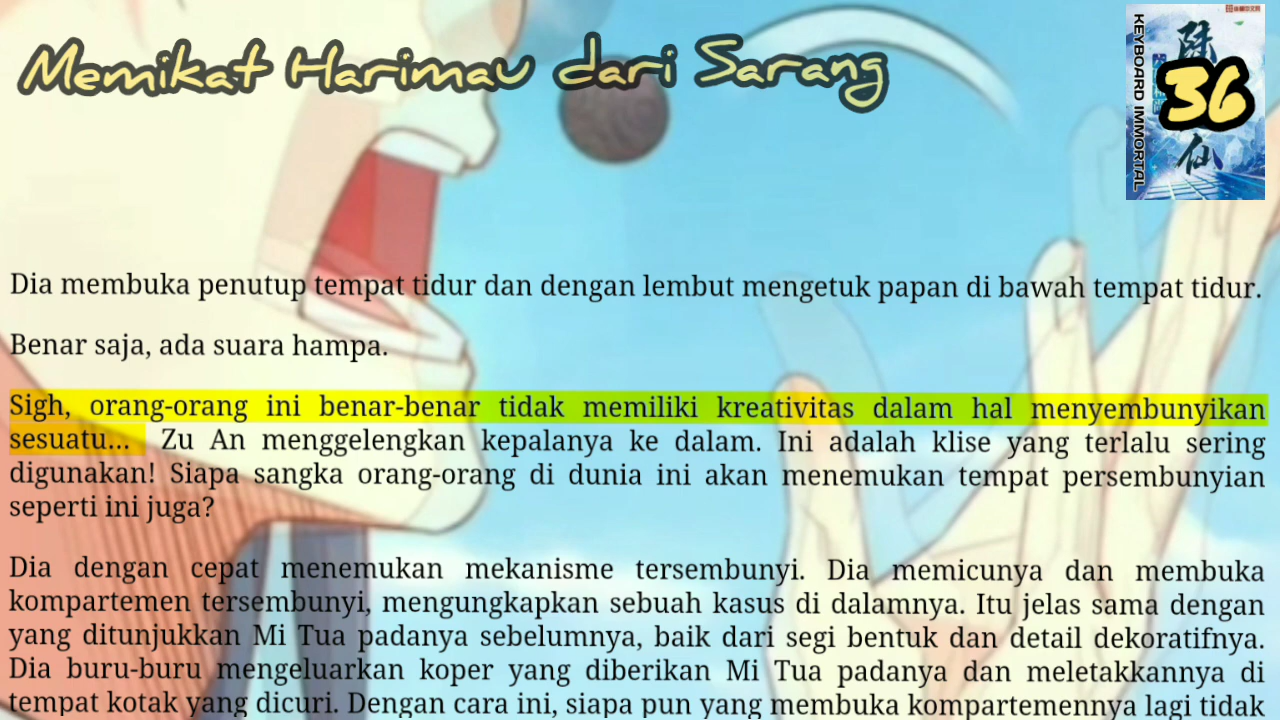 Memikat Harimau dari Sarang
KEYBOARD IMMORTAL
陆
36
仙
Dia membuka penutup tempat tidur dan dengan lembut mengetuk papan di bawah tempat tidur.
Benar saja, ada suara hampa.
Sigh, orang-orang ini benar-benar tidak memiliki kreativitas dalam hal menyembunyikan
sesuatu... Zu An menggelengkan kepalanya ke dalam. Ini adalah klise yang terlalu sering
digunakan! Siapa sangka orang-orang di dunia ini akan menemukan tempat persembunyian
seperti ini juga?
Dia dengan cepat menemukan mekanisme tersembunyi. Dia memicunya dan membuka
kompartemen tersembunyi, mengungkapkan sebuah kasus di dalamnya. Itu jelas sama dengan
yang ditunjukkan Mi Tua padanya sebelumnya, baik dari segi bentuk dan detail dekoratifnya.
Dia buru-buru mengeluarkan koper yang diberikan Mi Tua padanya dan meletakkannya di
tempat kotak yang dicuri. Dengan cara ini, siapa pun yang membuka kompartemennya lagi tidak